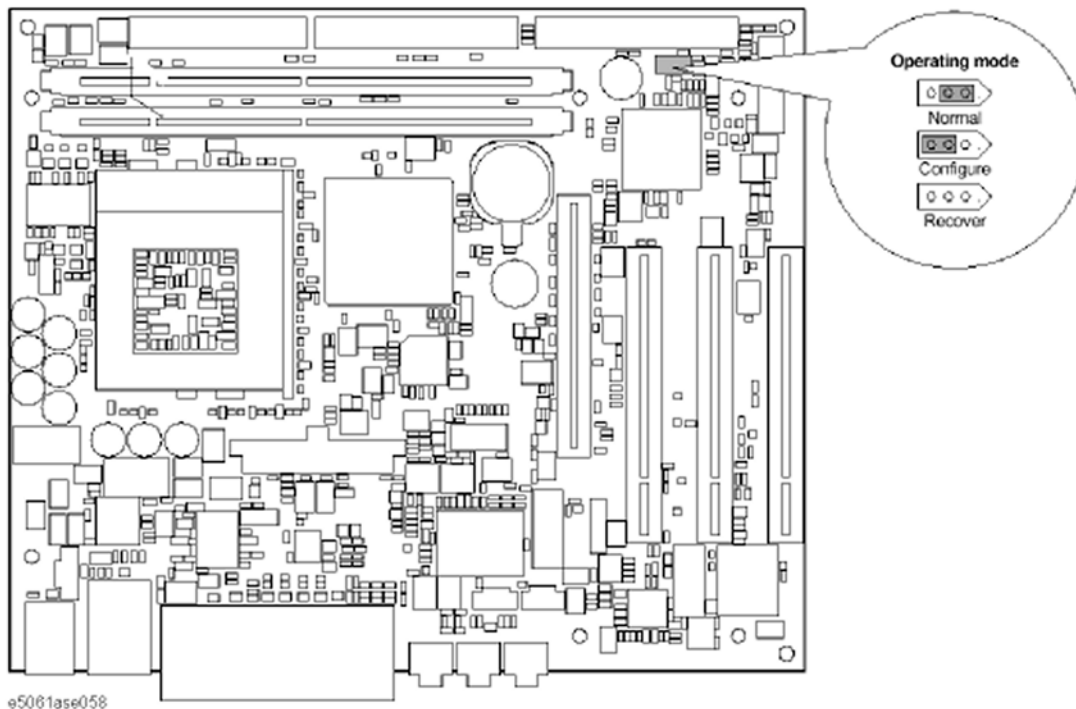 Operating mode
Normal
Configure
Recover
e5061ase058